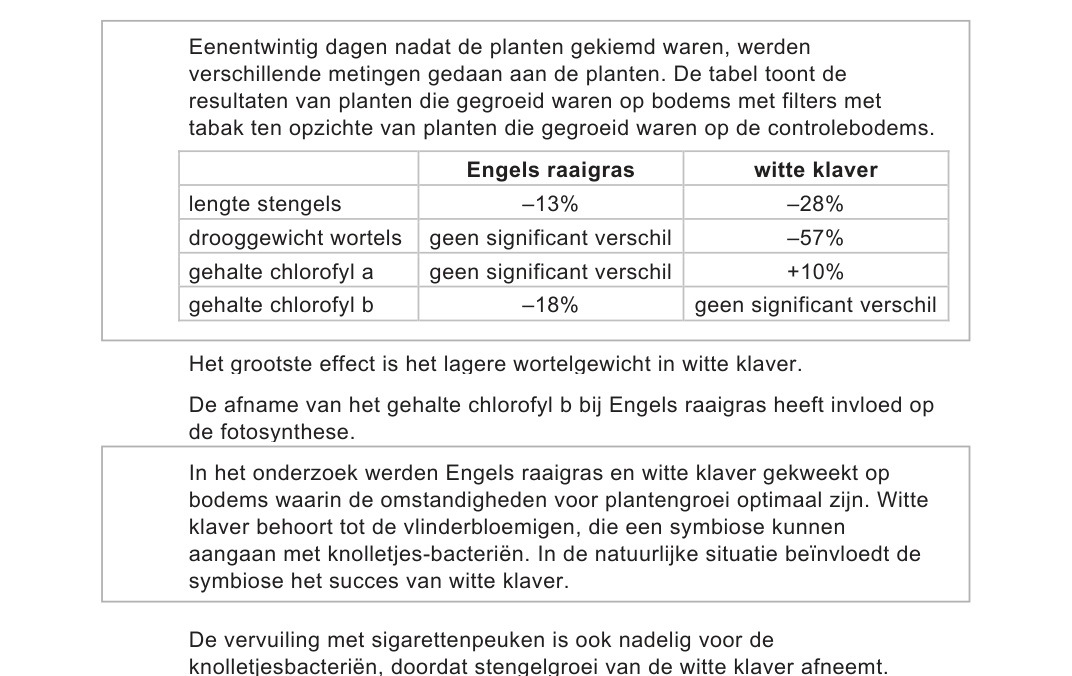 Eenentwintig dagen nadat de planten gekiemd waren, werden
verschillende metingen gedaan aan de planten. De tabel toont de
resultaten van planten die gegroeid waren op bodems met filters met
tabak ten opzichte van planten die gegroeid waren op de controlebodems.
Engels raaigras witte klaver
lengte stengels –13% –28%
drooggewicht wortels geen significant verschil –57%
gehalte chlorofyl a geen significant verschil +10%
gehalte chlorofyl b –18% geen significant verschil
Het grootste effect is het lagere wortelgewicht in witte klaver.
De afname van het gehalte chlorofyl b bij Engels raaigras heeft invloed op
de fotosynthese.
In het onderzoek werden Engels raaigras en witte klaver gekweekt op
bodems waarin de omstandigheden voor plantengroei optimaal zijn. Witte
klaver behoort tot de vlinderbloemigen, die een symbiose kunnen
aangaan met knolletjes-bacteriën. In de natuurlijke situatie beïnvloedt de
symbiose het succes van witte klaver.
De vervuiling met sigarettenpeuken is ook nadelig voor de
knolletjesbacteriën, doordat stengelgroei van de witte klaver afneemt.